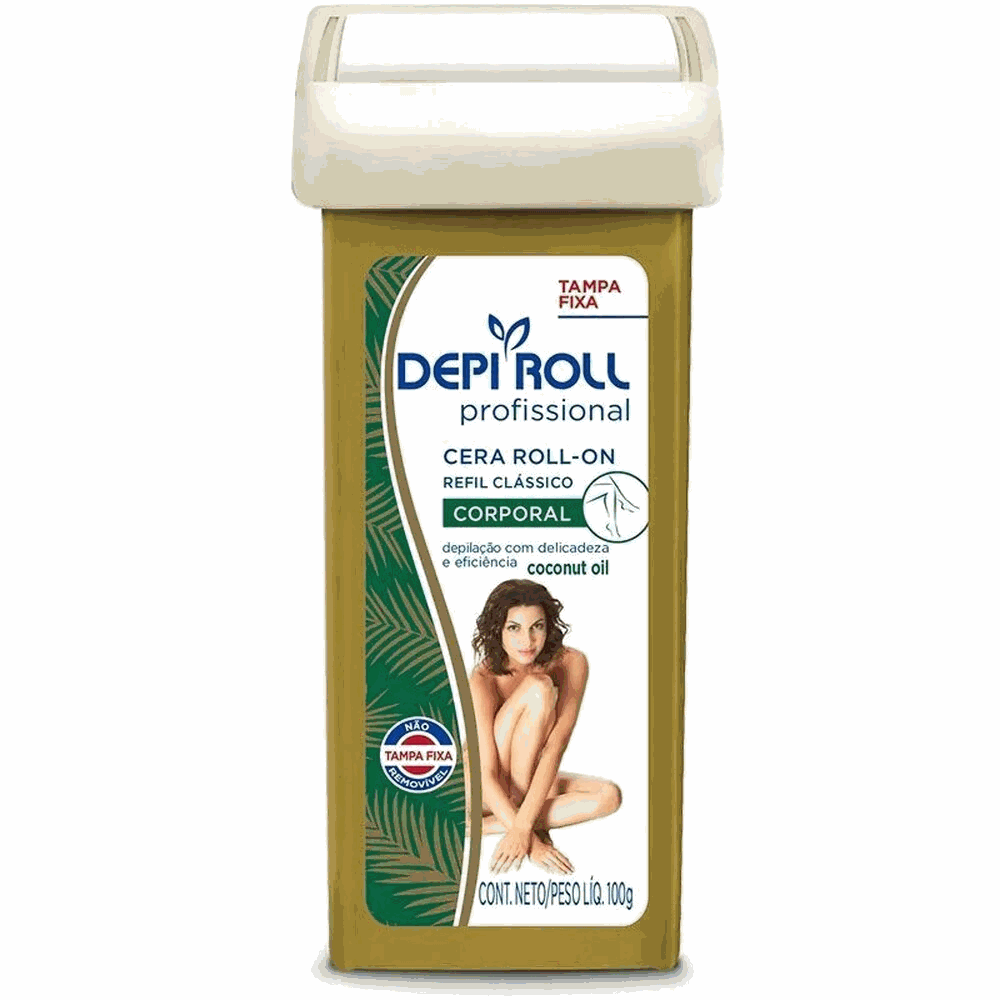 TAMPA
FIXA
DEPI ROLL
profissional
CERA ROLL-ON
REFIL CLÁSSICO
CORPORAL
depilação com delicadeza
e eficiência coconut oil
NÃO
TAMPA FIXA
REMOVÍVEL
CONT. NETO/PESO LÍQ. 100g